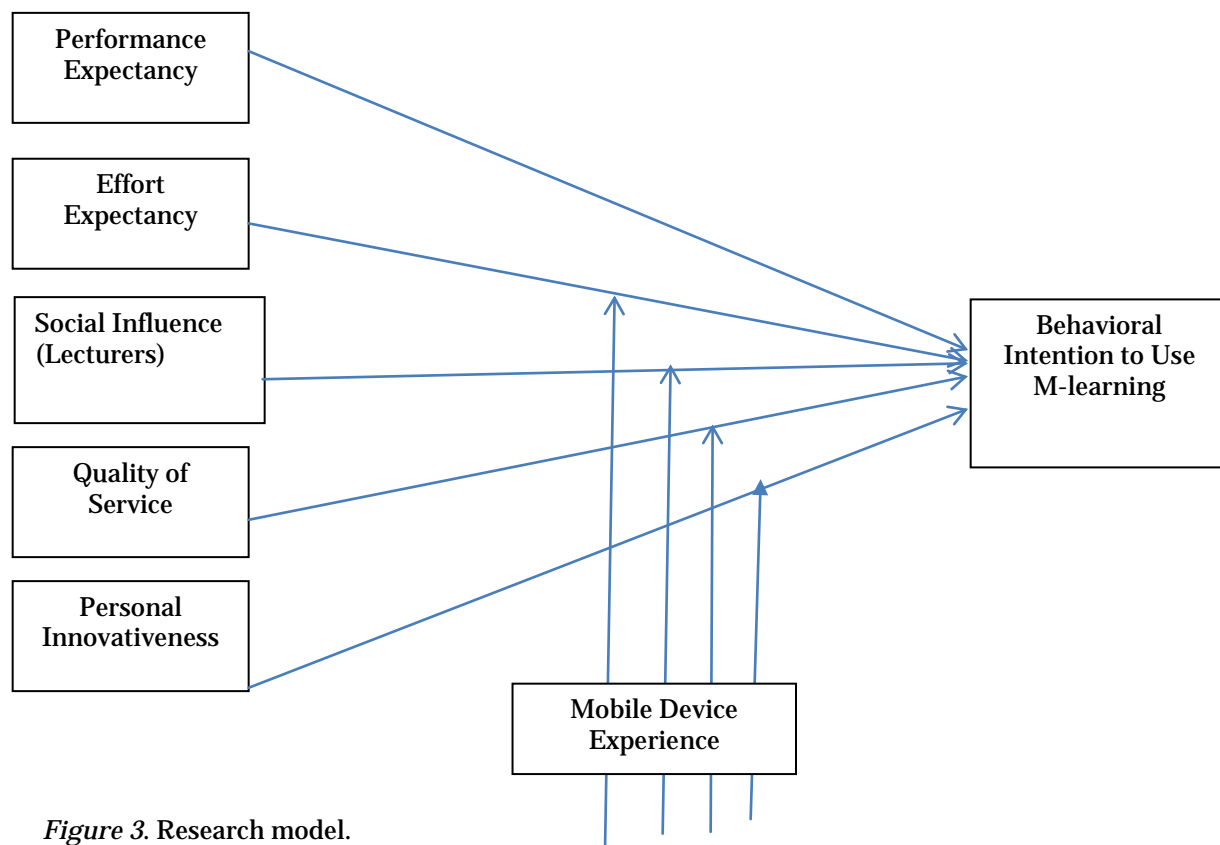 Performance
Expectancy
Effort
Expectancy
Social Influence
(Lecturers)
Quality of
Service
Personal
Innovativeness
Behavioral
Intention to Use
M-learning
Mobile Device
Experience
Figure 3. Research model.